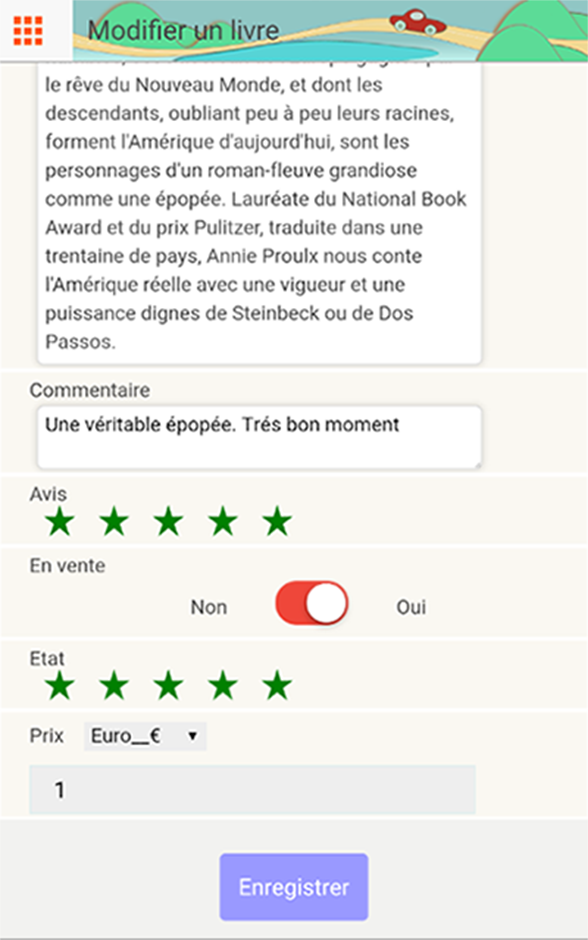 Modifier un livre
le rêve du Nouveau Monde, et dont les
descendants, oubliant peu à peu leurs racines,
forment l'Amérique d'aujourd'hui, sont les
personnages d'un roman-fleuve grandiose
comme une épopée. Lauréate du National Book
Award et du prix Pulitzer, traduite dans une
trentaine de pays, Annie Proulx nous conte
l'Amérique réelle avec une vigueur et une
puissance dignes de Steinbeck ou de Dos
Passos.
Commentaire
Une véritable épopée. Trés bon moment
Avis
En vente
Non Oui
Etat
Prix Euro__€
1
Enregistrer